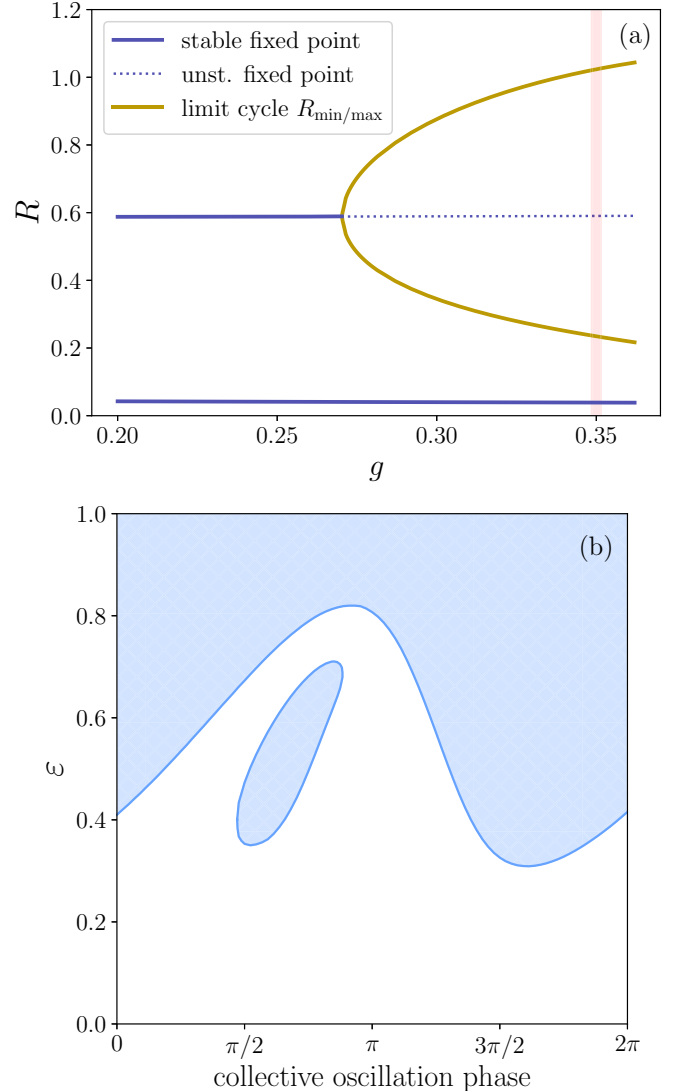 1.2
(a)
stable fixed point
unst. fixed point
limit cycle R_min/max
1.0
0.8
R
0.6
0.4
0.2
0.0
0.20
0.25
0.30
0.35
g
1.0
(b)
0.8
0.6
ε
0.4
0.2
0.0
0
π/2
π
3π/2
2π
collective oscillation phase